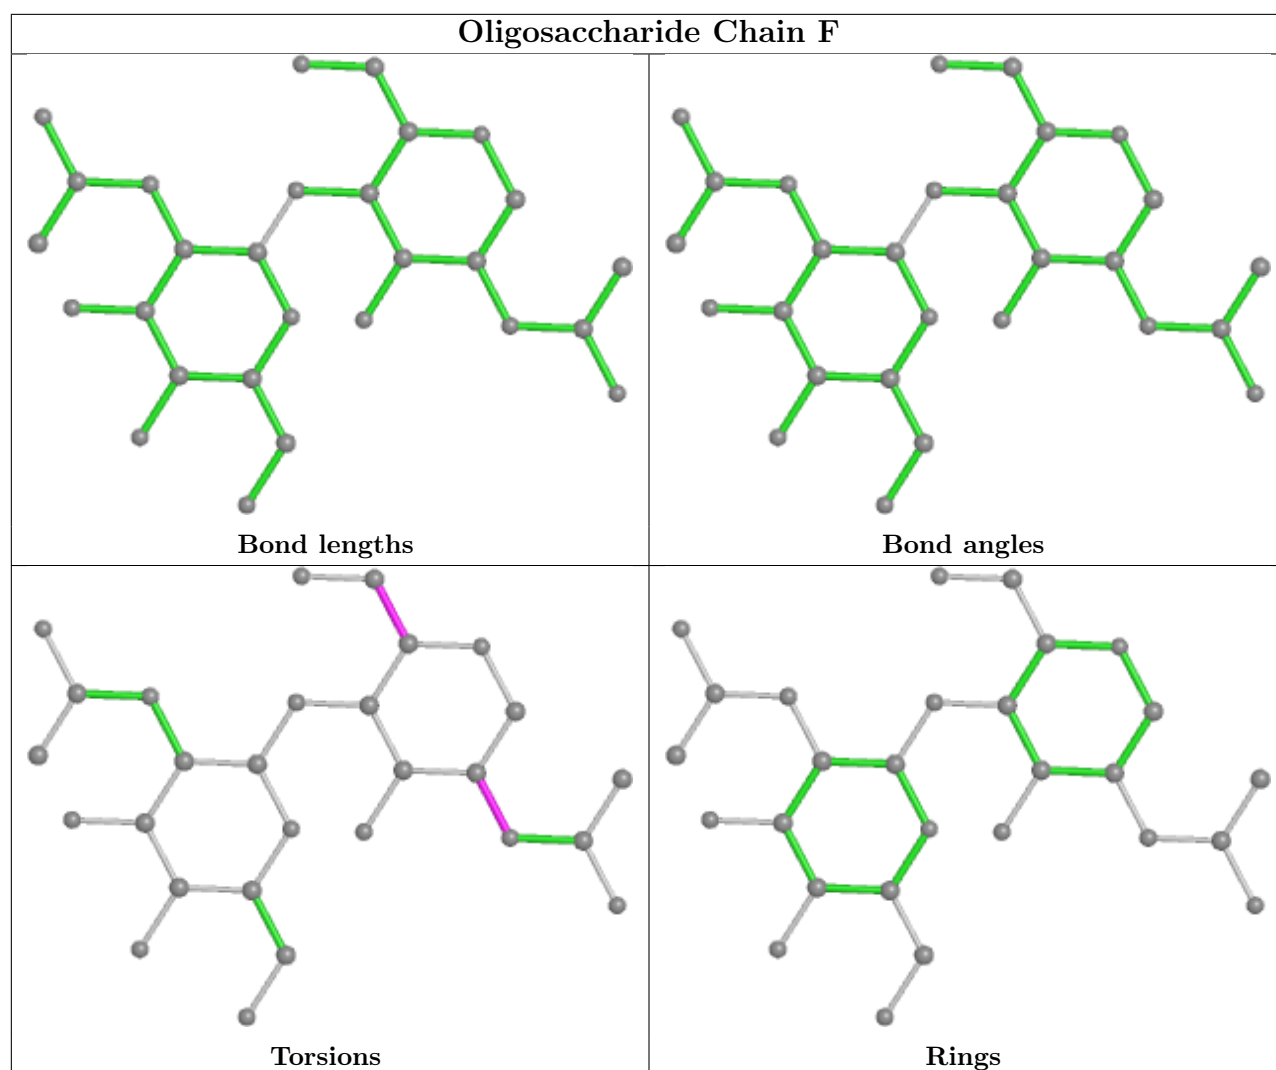 Oligosaccharide Chain F
Bond lengths
Bond angles
Torsions
Rings